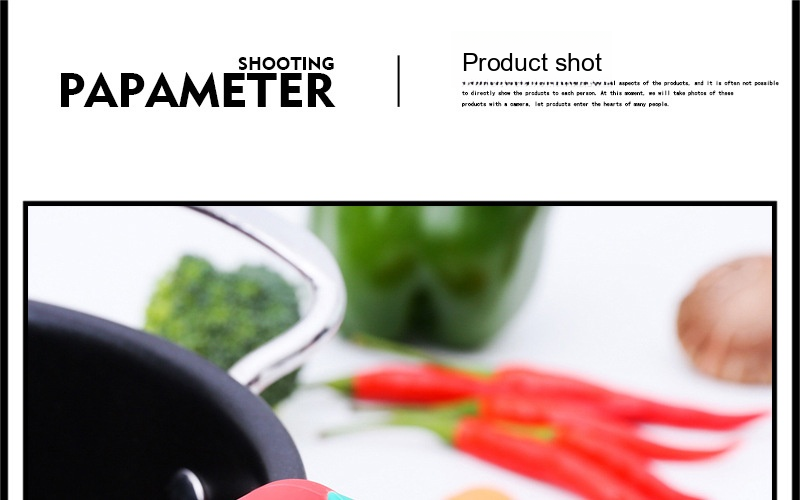 SHOOTING
PAPAMETER
Product shot
aspects of the products, and it is often not possible
to directly show the products to each person. At this moment, we will take photos of these
products with a camera, let products enter the hearts of many people.